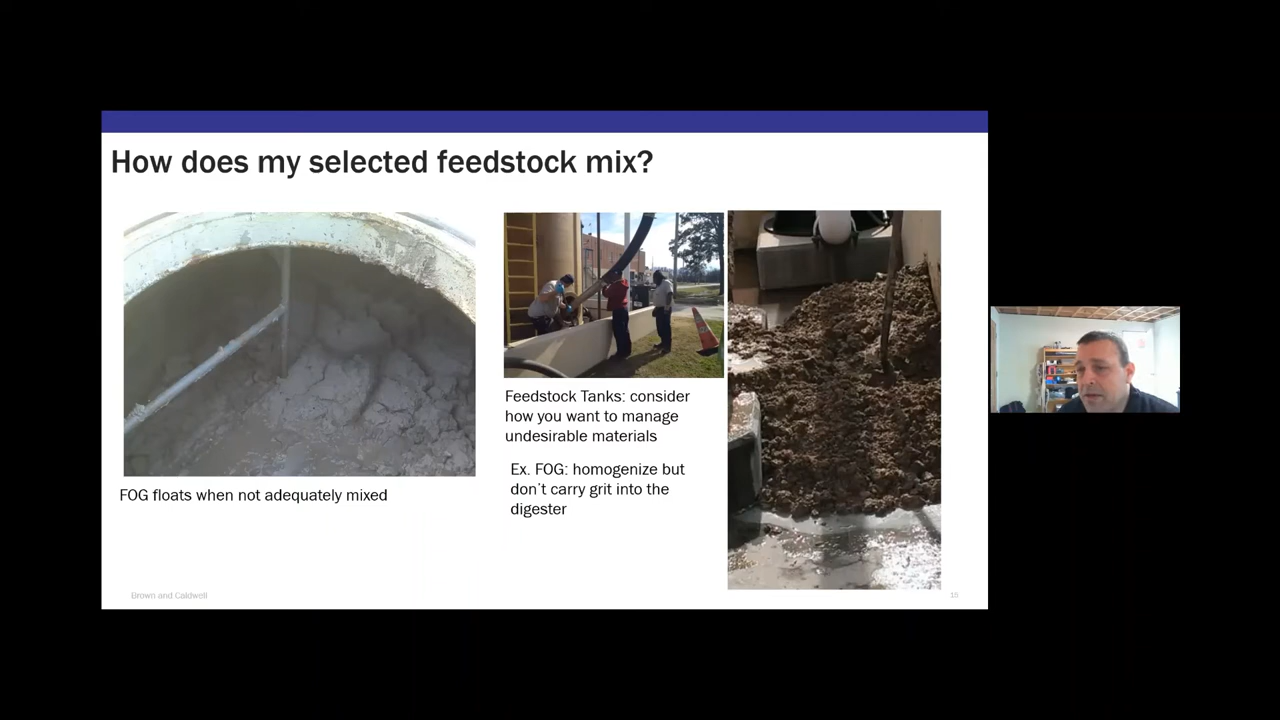 How does my selected feedstock mix?
FOG floats when not adequately mixed
Feedstock Tanks: consider
how you want to manage
undesirable materials
Ex. FOG: homogenize but
don't carry grit into the
digester
Brown and Caldwell
15